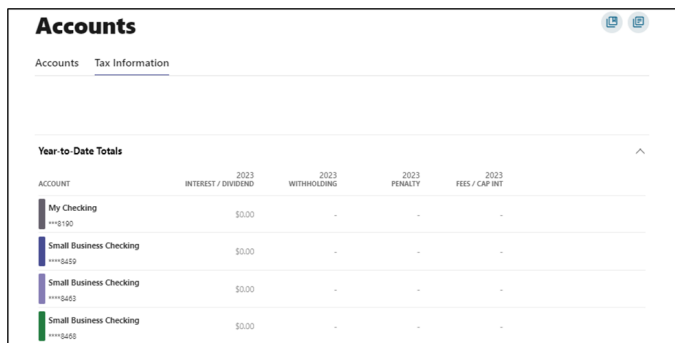 Accounts
Accounts Tax Information
Year-to-Date Totals
2023 2023 2023 2023
ACCOUNT INTEREST / DIVIDEND WITHHOLDING PENALTY FEES / CAP INT
My Checking
***8190
$0.00 - - -
Small Business Checking
****8459
$0.00 - - -
Small Business Checking
****8463
$0.00 - - -
Small Business Checking
****8468
$0.00 - - -